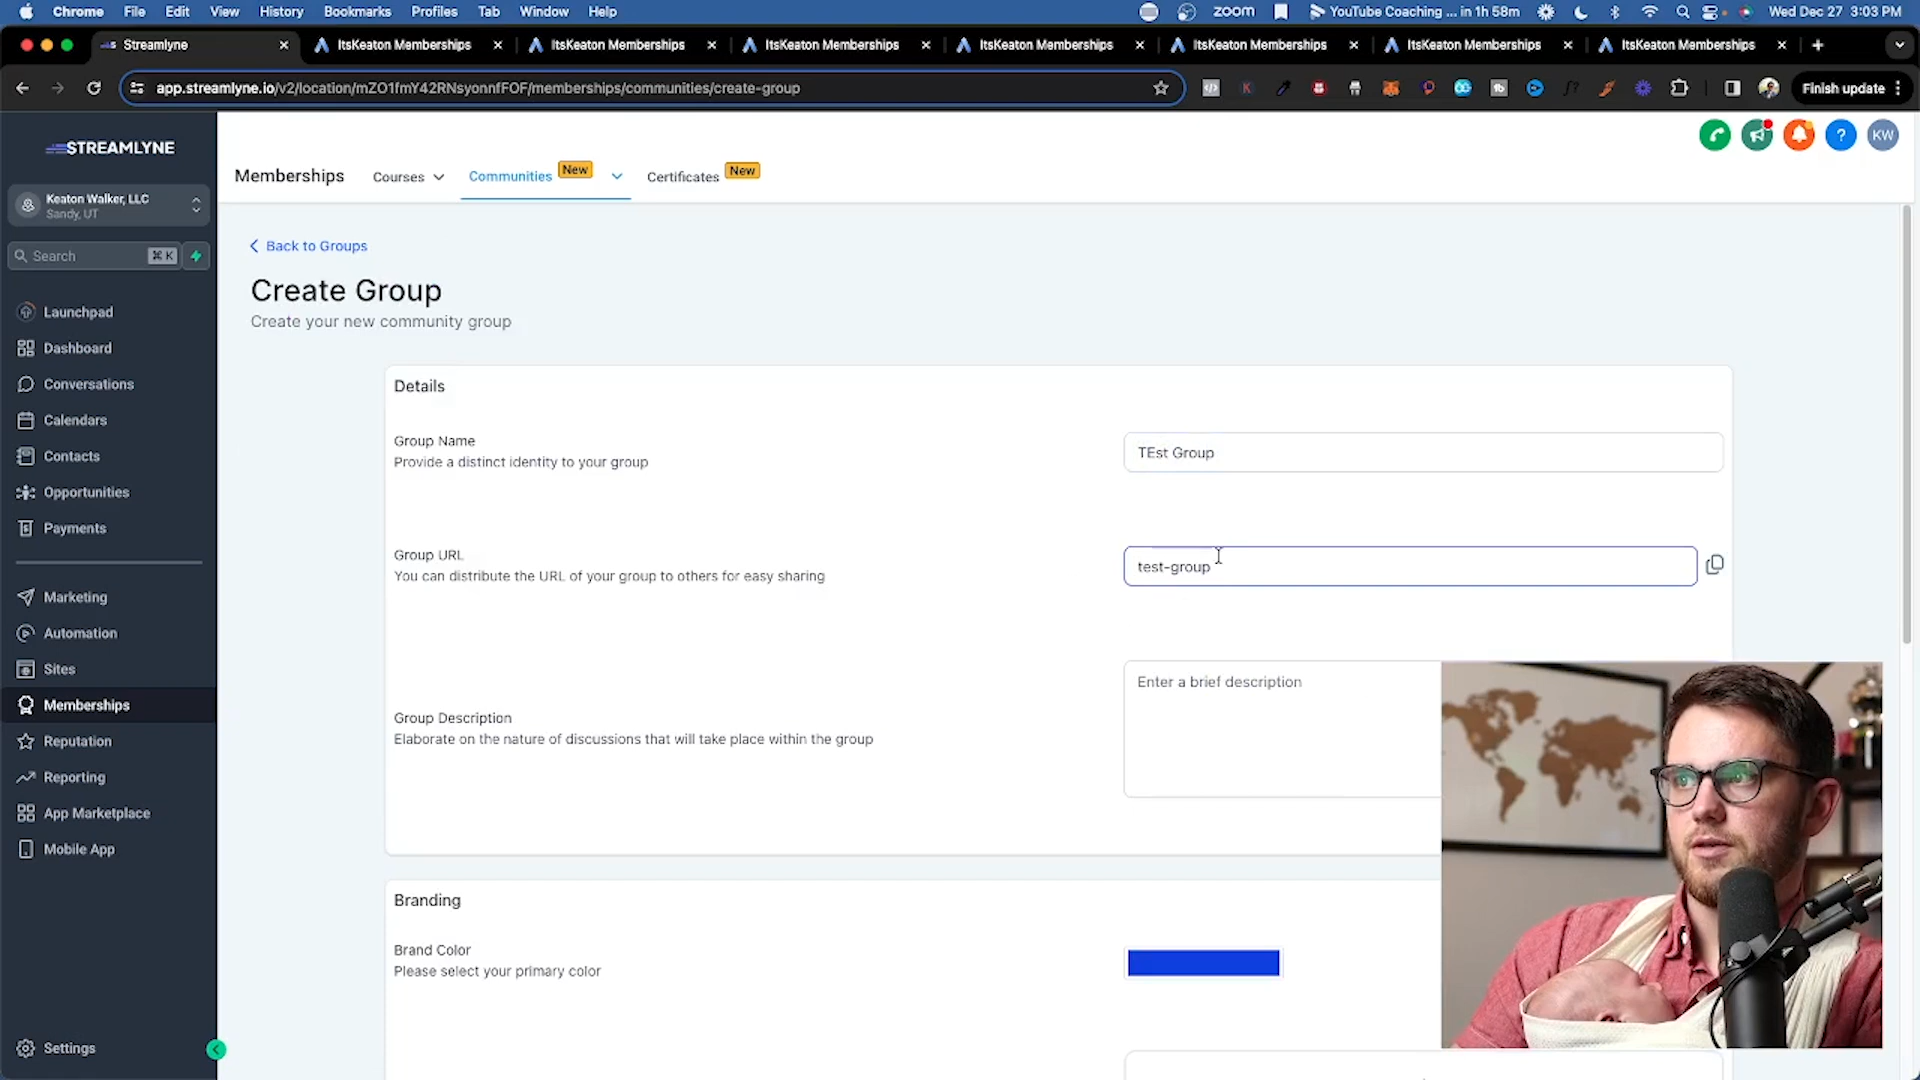 Chrome File Edit View History Bookmarks Profiles Tab Window Help
zoom YouTube Coaching ... in 1h 58m Wed Dec 27 3:03 PM
Streamlyne ItsKeaton Memberships ItsKeaton Memberships ItsKeaton Memberships ItsKeaton Memberships ItsKeaton Memberships ItsKeaton Memberships ItsKeaton Memberships
app.streamlyne.io/v2/location/mZO1fmY42RNsyonnfFOF/memberships/communities/create-group Finish update
STREAMLYNE
Keaton Walker, LLC
Sandy, UT
Search ⌘ K
Launchpad
Dashboard
Conversations
Calendars
Contacts
Opportunities
Payments
Marketing
Automation
Sites
Memberships
Reputation
Reporting
App Marketplace
Mobile App
Settings
KW
Memberships Courses Communities New Certificates New
Back to Groups
Create Group
Create your new community group
Details
Group Name
Provide a distinct identity to your group
TEst Group
Group URL
You can distribute the URL of your group to others for easy sharing
test-group
Group Description
Elaborate on the nature of discussions that will take place within the group
Enter a brief description
Branding
Brand Color
Please select your primary color